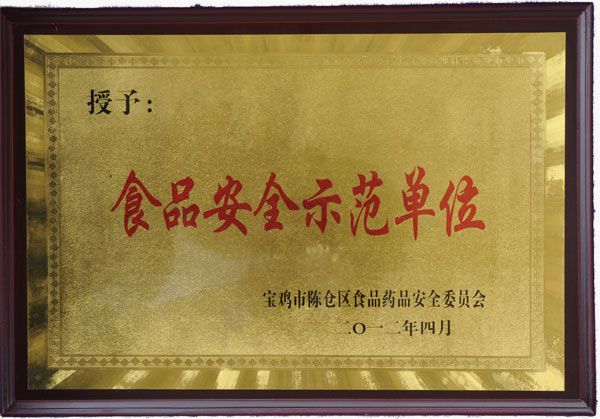 授予：
食品安全示范单位
宝鸡市陈仓区食品药品安全委员会
二〇一二年四月